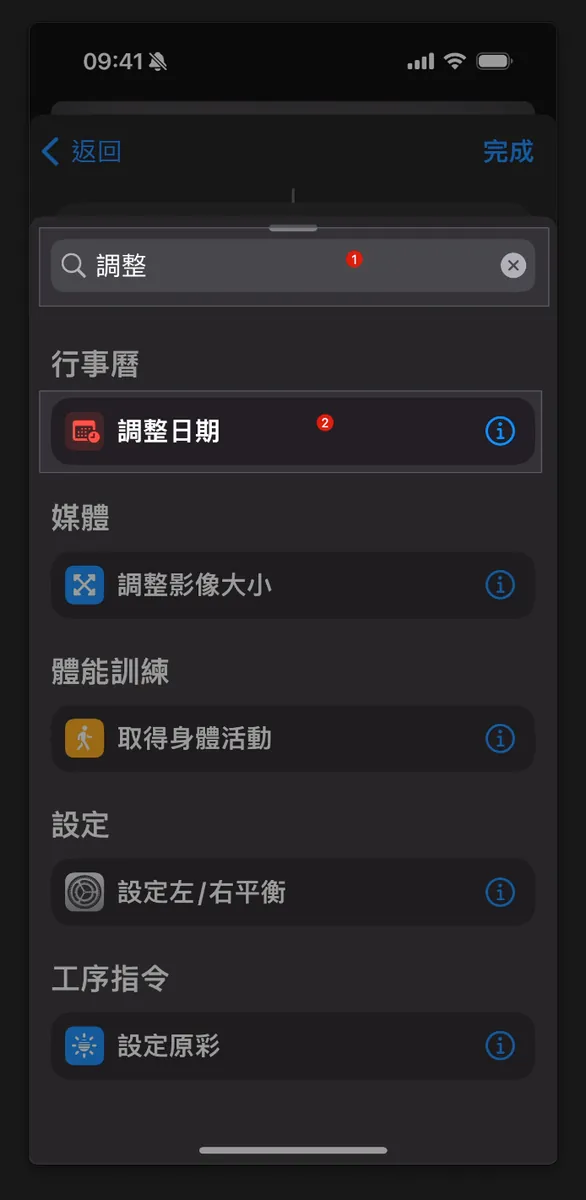 09:41
返回
完成
調整
1
行事曆
調整日期
2
媒體
調整影像大小
體能訓練
取得身體活動
設定
設定左/右平衡
工序指令
設定原彩